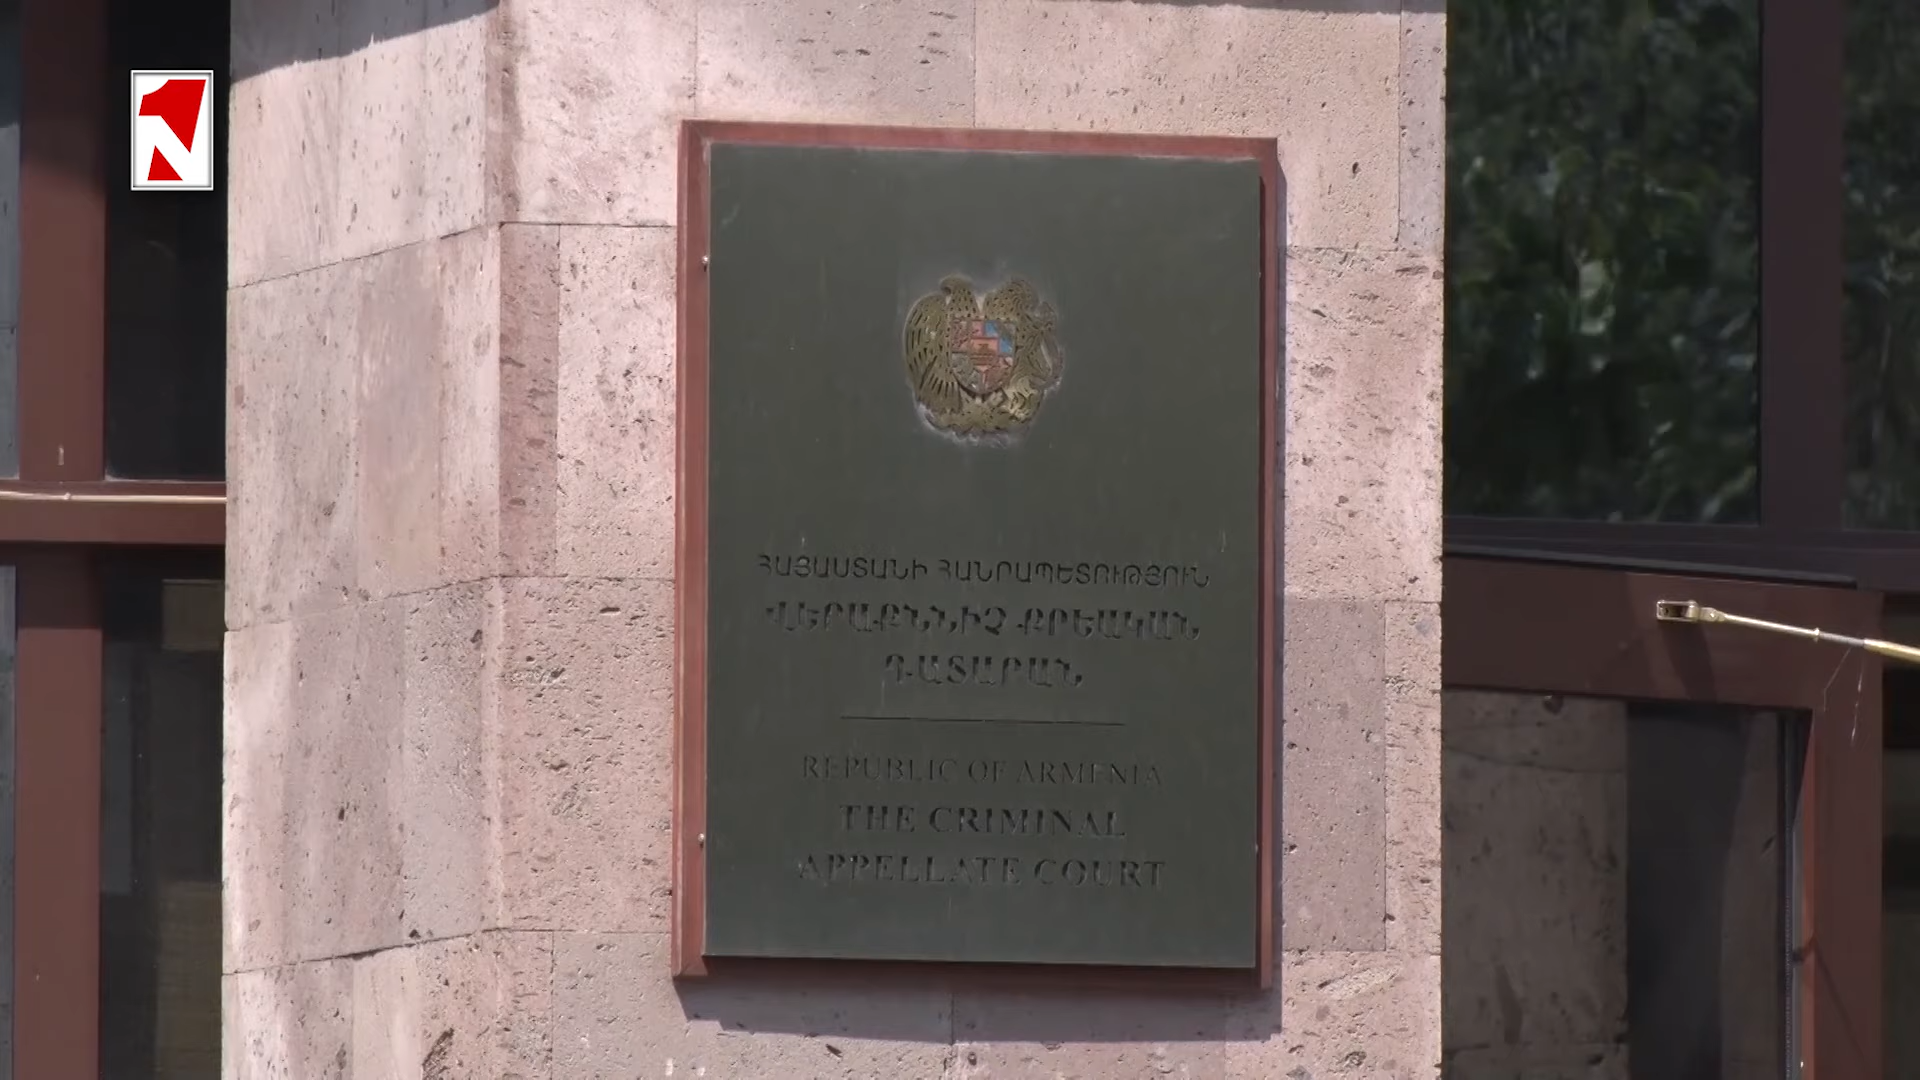 ՀԱՅԱՍՏԱՆԻ ՀԱՆՐԱՊԵՏՈՒԹՅՈՒՆ
ՎԵՐԱՔՆՆԻՉ ՔՐԵԱԿԱՆ
ԴԱՏԱՐԱՆ
REPUBLIC OF ARMENIA
THE CRIMINAL
APPELLATE COURT